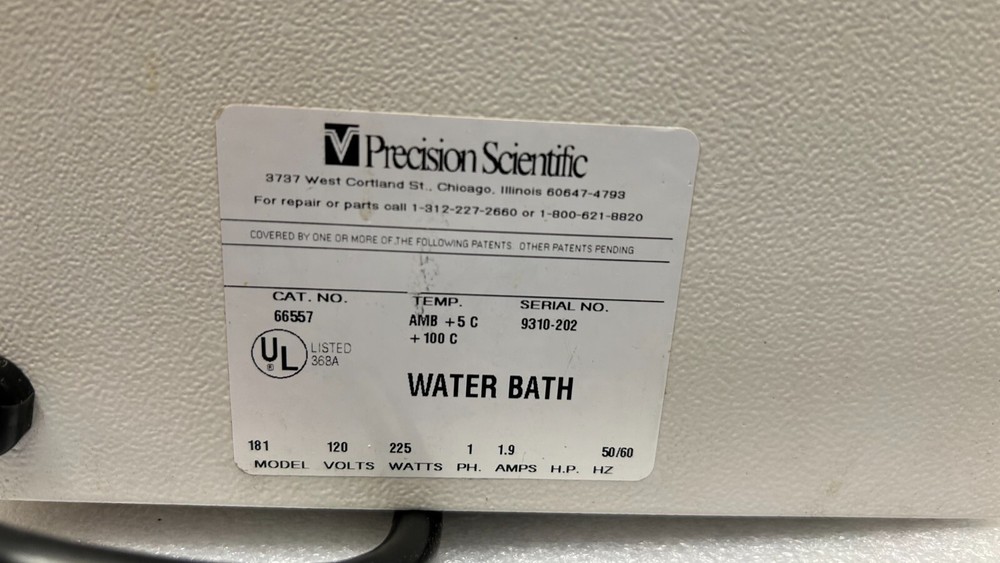 Precision Scientific
3737 West Cortland St., Chicago, Illinois 60647-4793
For repair or parts call 1-312-227-2660 or 1-800-621-8820
COVERED BY ONE OR MORE OF THE FOLLOWING PATENTS. OTHER PATENTS PENDING
CAT. NO. TEMP. SERIAL NO.
66557 AMB +5 C 9310-202
+ 100 C
UL ® LISTED
368A
WATER BATH
181 120 225 1 1.9 50/60
MODEL VOLTS WATTS PH. AMPS H.P. HZ